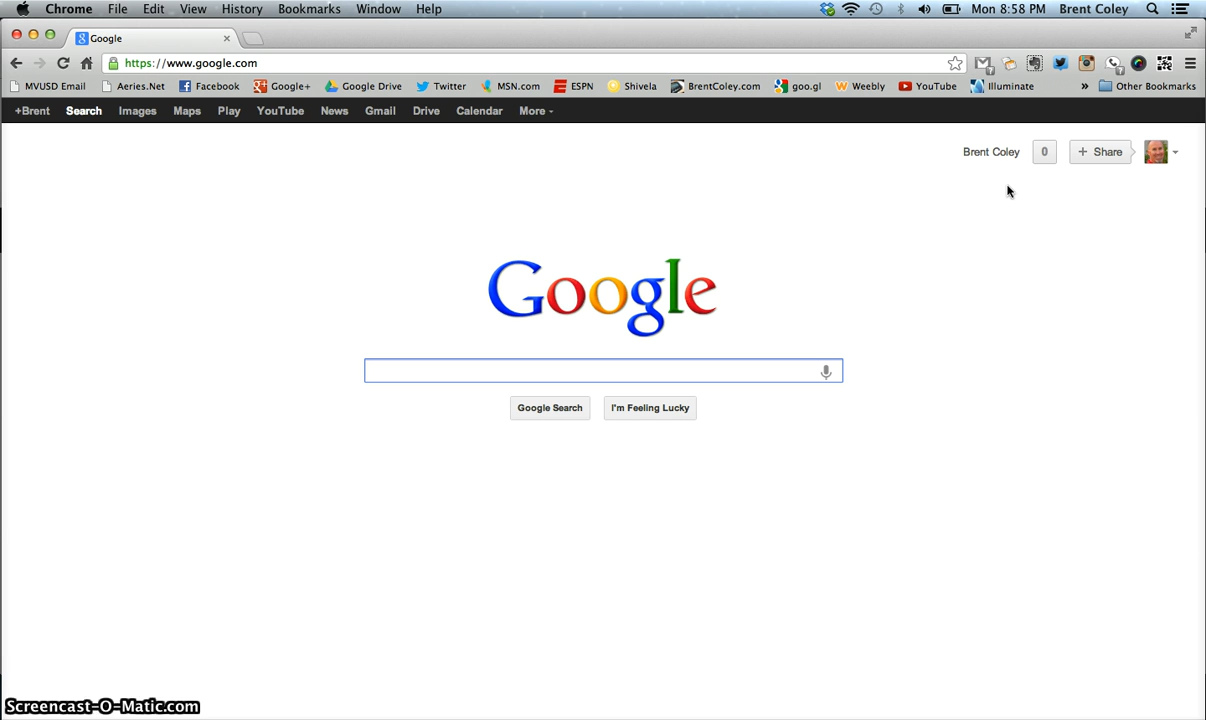 Chrome File Edit View History Bookmarks Window Help Mon 8:58 PM Brent Coley
Google
https://www.google.com
MVUSD Email Aeries.Net Facebook Google+ Google Drive Twitter MSN.com ESPN Shivela BrentColey.com goo.gl Weebly YouTube Illuminate » Other Bookmarks
+Brent Search Images Maps Play YouTube News Gmail Drive Calendar More
Brent Coley 0 + Share
Google
Google Search I'm Feeling Lucky
Screencast-O-Matic.com